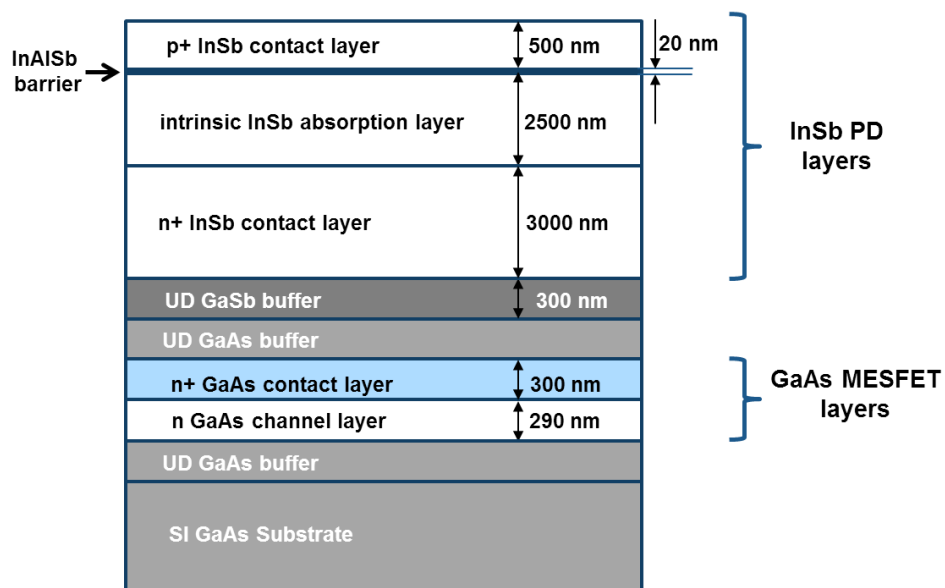 p+ InSb contact layer
500 nm
20 nm
InAlSb
barrier
intrinsic InSb absorption layer
2500 nm
InSb PD
layers
n+ InSb contact layer
3000 nm
UD GaSb buffer
300 nm
UD GaAs buffer
n+ GaAs contact layer
300 nm
GaAs MESFET
layers
n GaAs channel layer
290 nm
UD GaAs buffer
SI GaAs Substrate